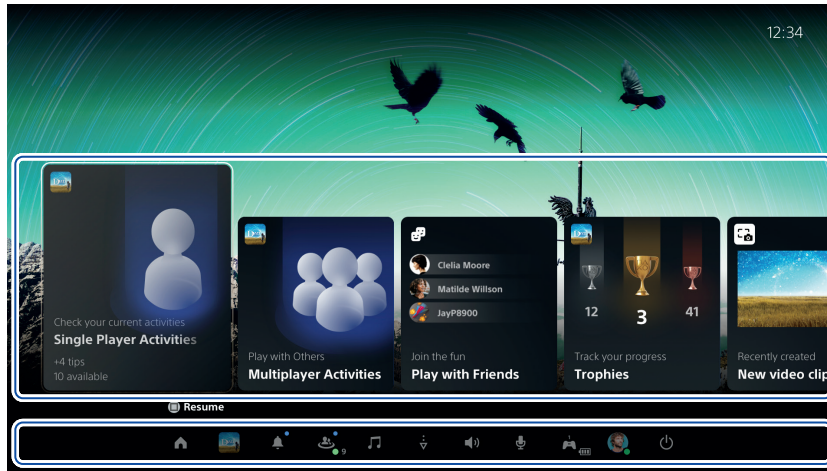 12:34
Check your current activities
Single Player Activities
+4 tips
10 available
Play with Others
Multiplayer Activities
Clelia Moore
Matilde Willson
JayP8900
Join the fun
Play with Friends
12
3
41
Track your progress
Trophies
Recently created
New video clip
Resume
9